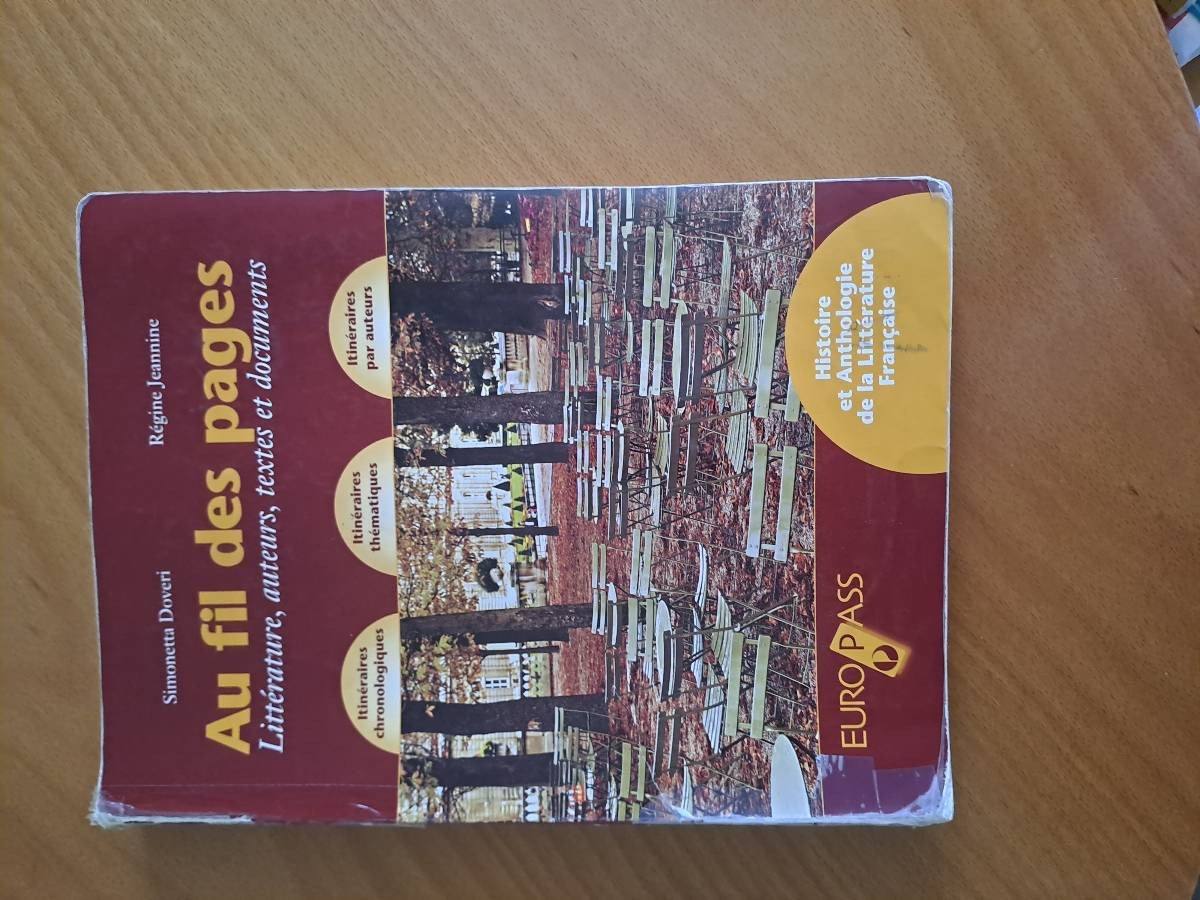 Simonetta Doveri Régine Jeannine
Au fil des pages
Littérature, auteurs, textes et documents
Itinéraires
chronologiques
Itinéraires
thématiques
Itinéraires
par auteurs
EUROPASS
Histoire
et Anthologie
de la Littérature
Française